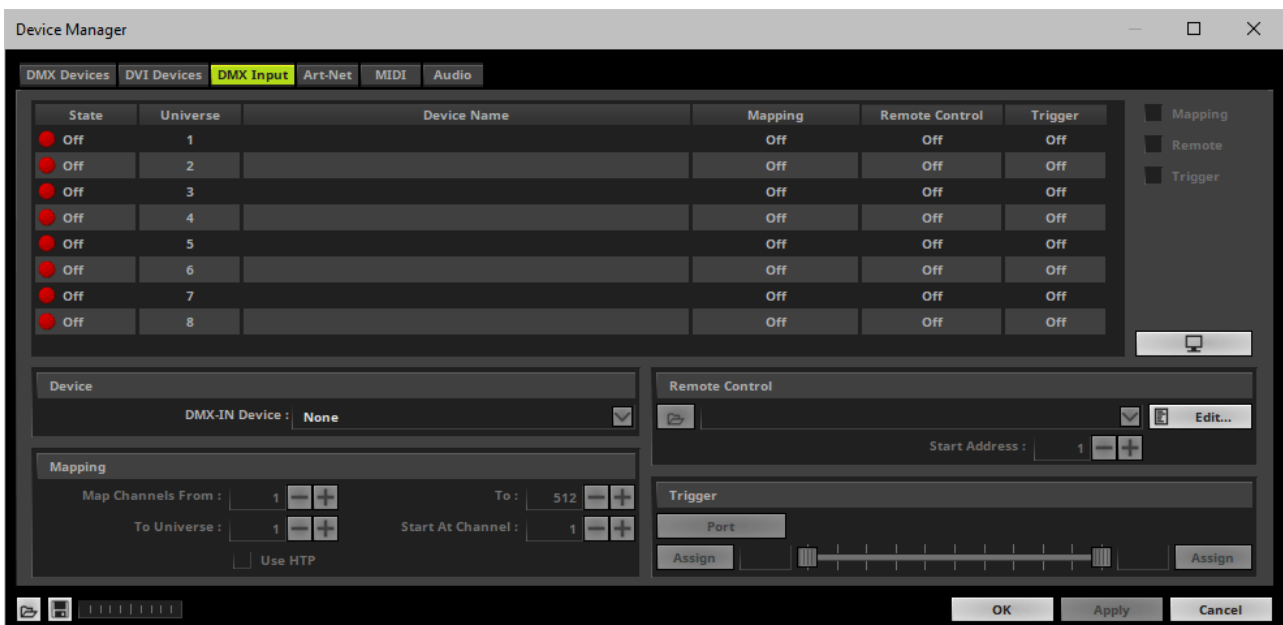 Device Manager
DMX Devices DVI Devices DMX Input Art-Net MIDI Audio
State Universe Device Name Mapping Remote Control Trigger
Off 1 Off Off Off
Off 2 Off Off Off
Off 3 Off Off Off
Off 4 Off Off Off
Off 5 Off Off Off
Off 6 Off Off Off
Off 7 Off Off Off
Off 8 Off Off Off
Mapping
Remote
Trigger
Device
DMX-IN Device : None
Mapping
Map Channels From : 1 To : 512
To Universe : 1 Start At Channel : 1
Use HTP
Remote Control
Edit...
Start Address : 1
Trigger
Port
Assign Assign
OK Apply Cancel